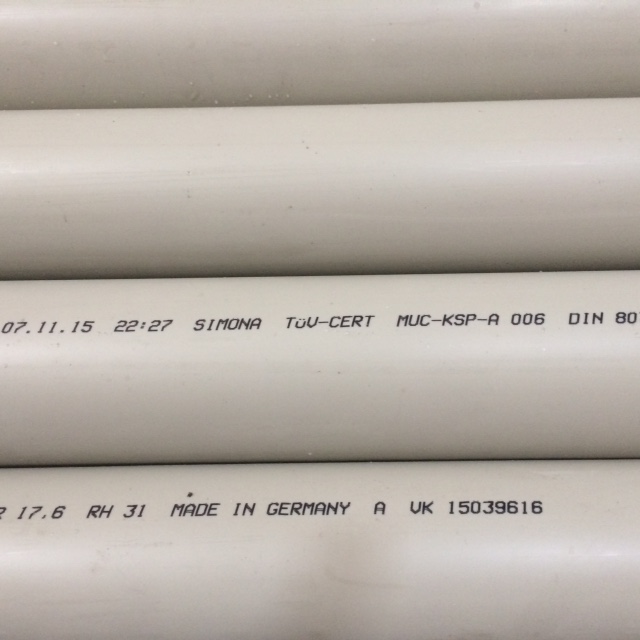 07.11.15 22:27 SIMONA TüV-CERT MUC-KSP-A 006 DIN 80
17.6 RH 31 MADE IN GERMANY A VK 15039616